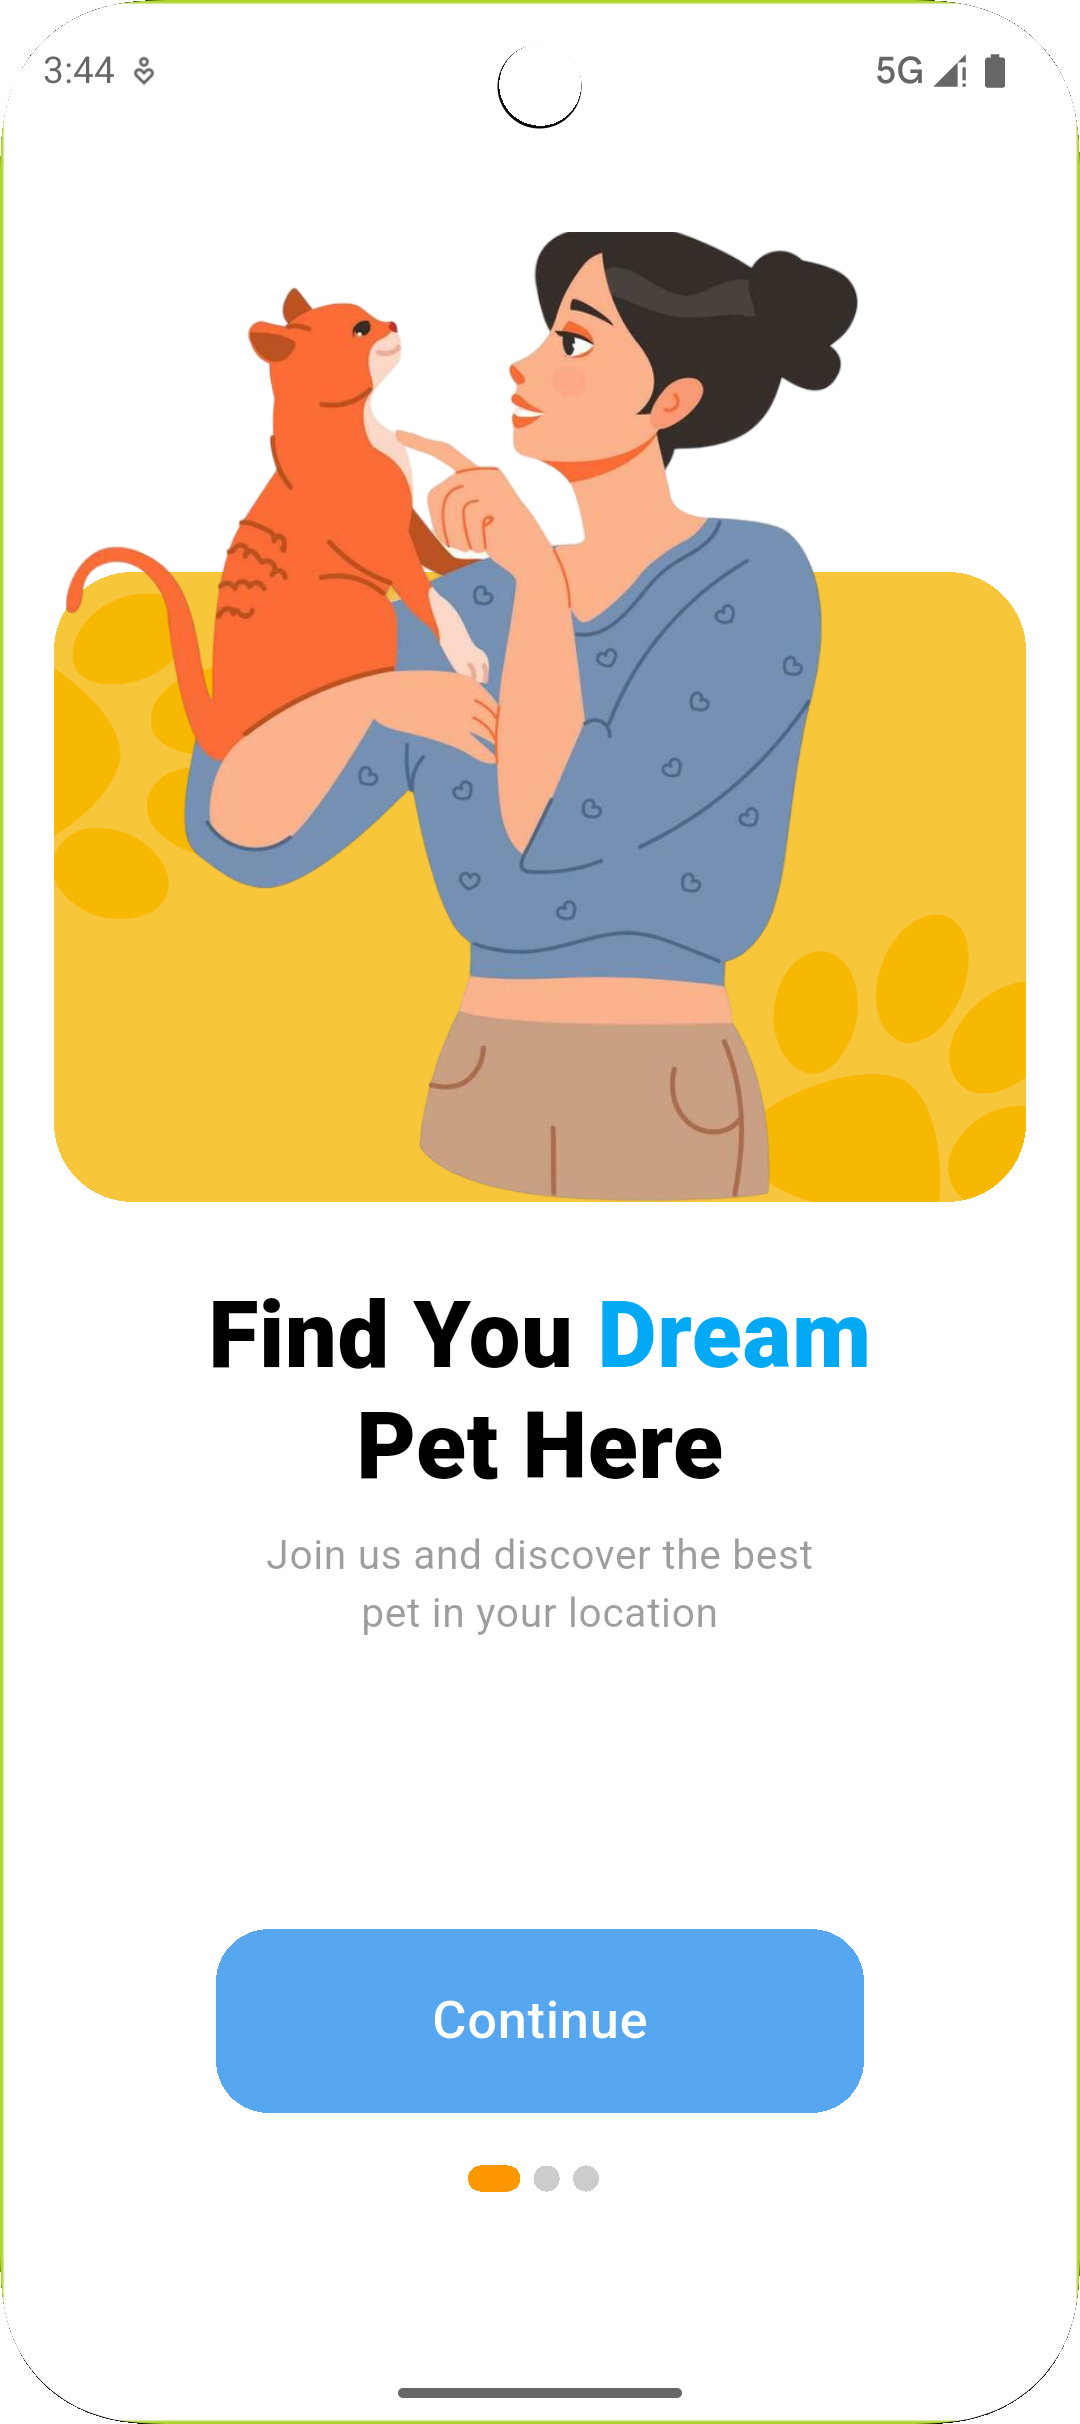 3:44 5G
Find You Dream
Pet Here
Join us and discover the best
pet in your location
Continue